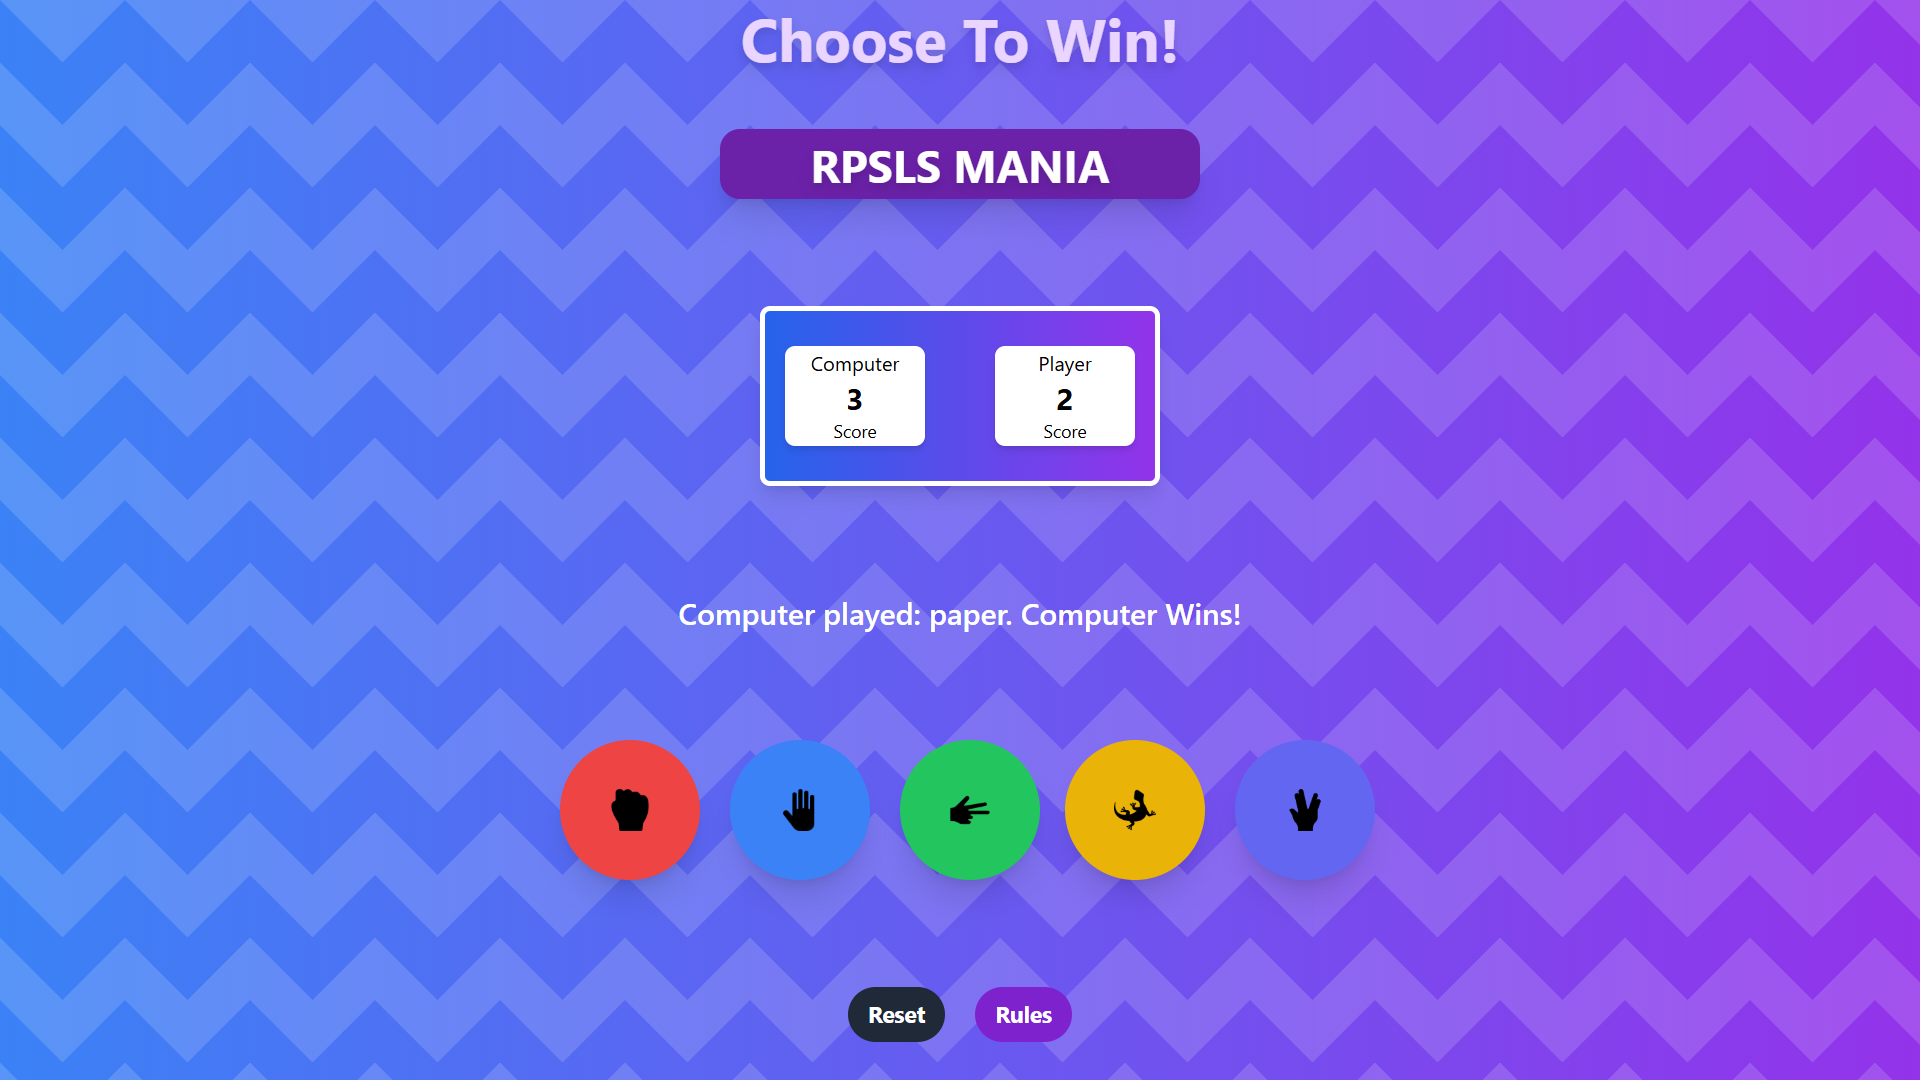 Choose To Win!
RPSLS MANIA
Computer
3
Score
Player
2
Score
Computer played: paper. Computer Wins!
Reset
Rules